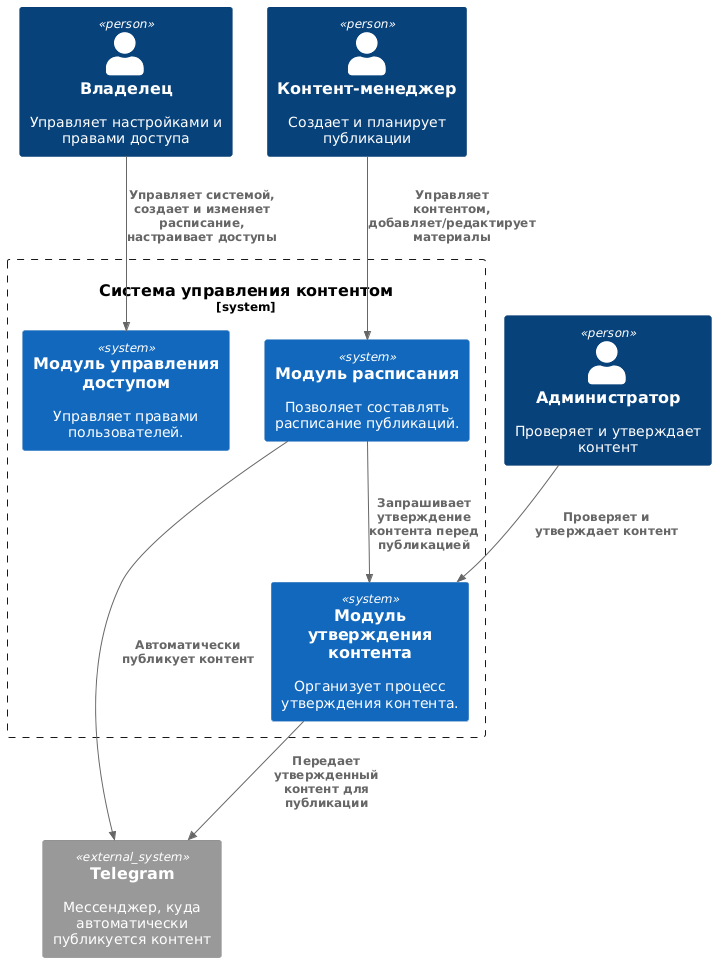 «person»
Владелец
Управляет настройками и
правами доступа
«person»
Контент-менеджер
Создает и планирует
публикации
Управляет системой,
создает и изменяет
расписание,
настраивает доступы
Управляет
контентом,
добавляет/редактирует
материалы
Система управления контентом
[system]
«system»
Модуль управления
доступом
Управляет правами
пользователей.
«system»
Модуль расписания
Позволяет составлять
расписание публикаций.
«person»
Администратор
Проверяет и утверждает
контент
Запрашивает
утверждение
контента перед
публикацией
Проверяет и
утверждает контент
«system»
Модуль
утверждения
контента
Организует процесс
утверждения контента.
Автоматически
публикует контент
Передает
утвержденный
контент для
публикации
«external_system»
Telegram
Мессенджер, куда
автоматически
публикуется контент